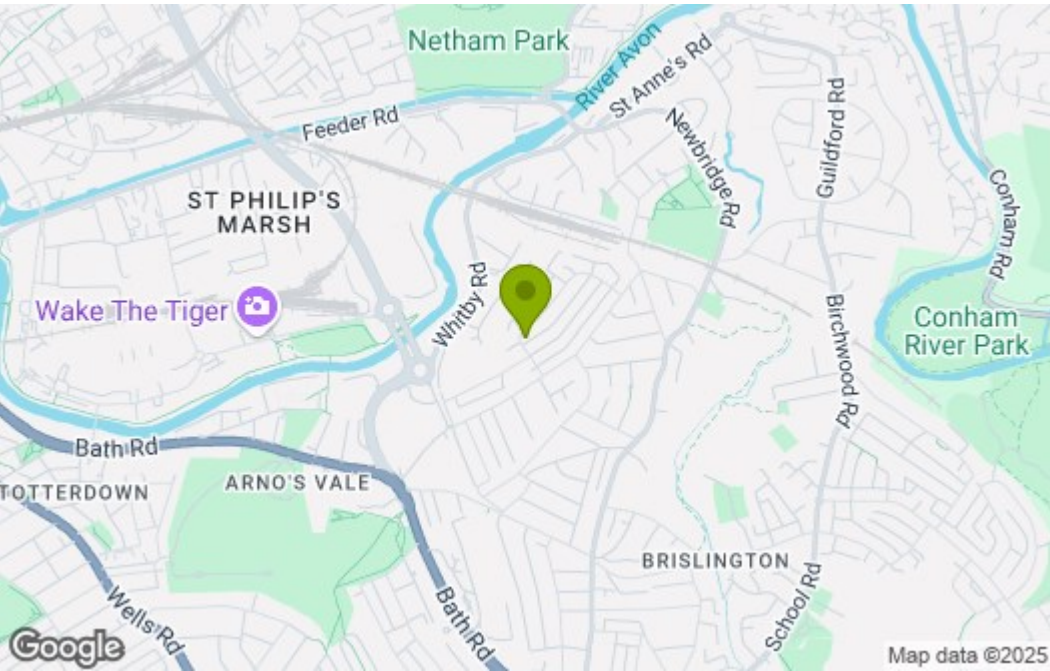 Netham Park
River Avon
St Anne's Rd
Feeder Rd
Newbridge Rd
Guildford Rd
Conham Rd
ST PHILIP'S
MARSH
Whitby Rd
Wake The Tiger
Birchwood Rd
Conham
River Park
Bath Rd
TOTTERDOWN
ARNO'S VALE
BRISLINGTON
Wells Rd
Bath Rd
School Rd
Google
Map data ©2025